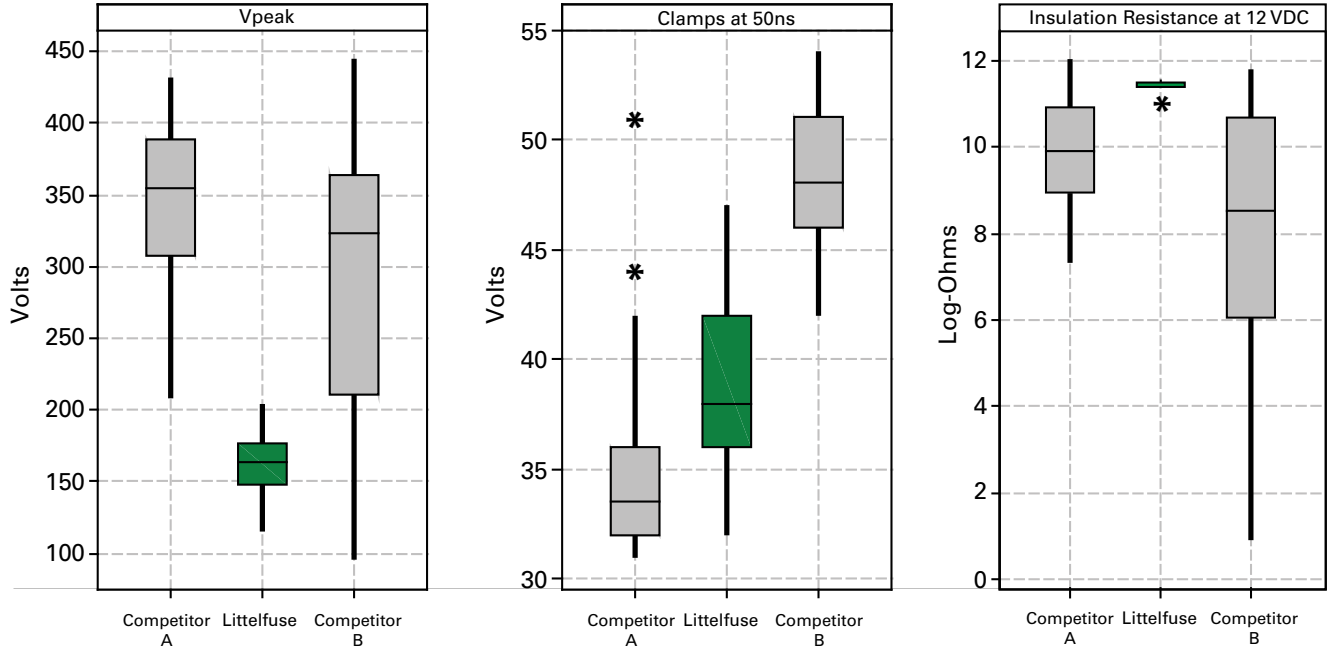 Vpeak
450
400
350
300
250
200
150
100
Volts
Competitor
A
Littelfuse
Competitor
B
Clamps at 50ns
55
50
45
40
35
30
Volts
Competitor
A
Littelfuse
Competitor
B
Insulation Resistance at 12 VDC
12
10
8
6
4
2
0
Log-Ohms
Competitor
A
Littelfuse
Competitor
B